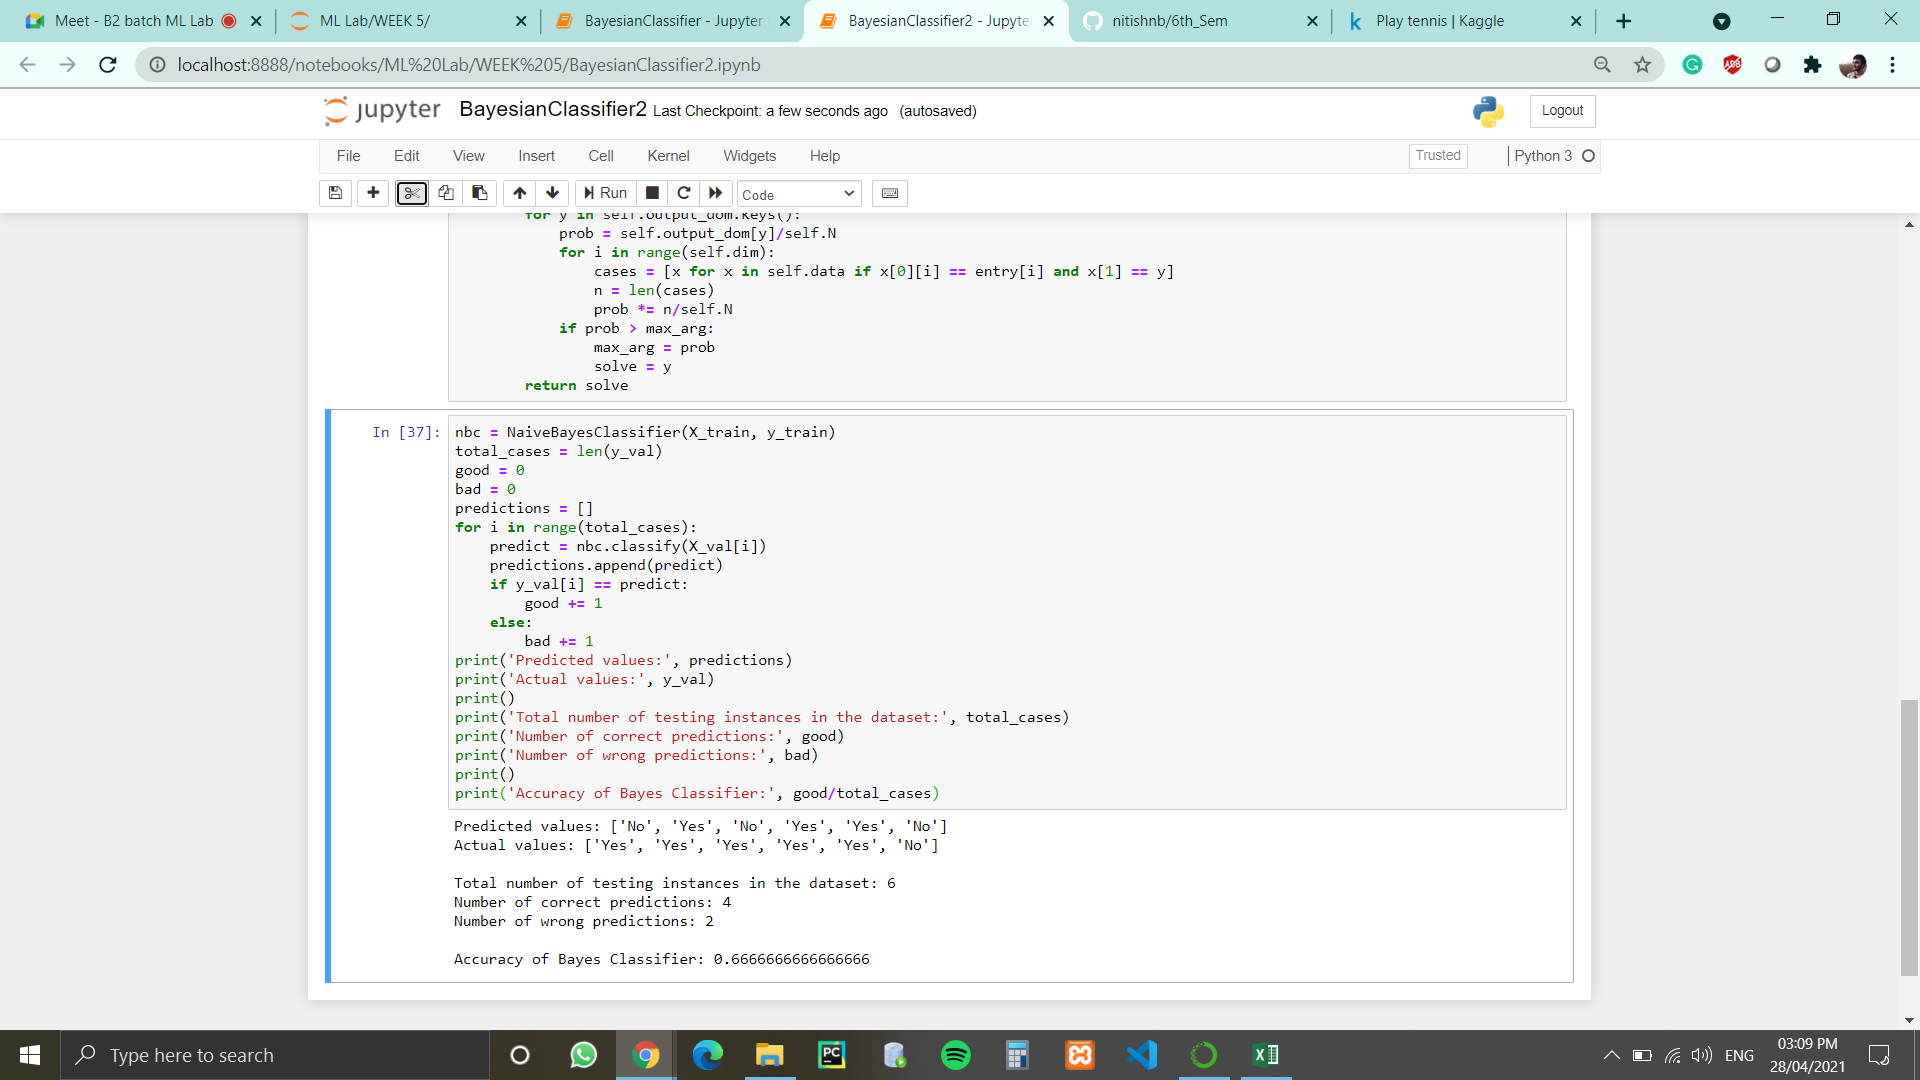 Meet - B2 batch ML Lab
ML Lab/WEEK 5/
BayesianClassifier - Jupyter
BayesianClassifier2 - Jupyte
nitishnb/6th_Sem
Play tennis | Kaggle
localhost:8888/notebooks/ML%20Lab/WEEK%205/BayesianClassifier2.ipynb
jupyter BayesianClassifier2 Last Checkpoint: a few seconds ago (autosaved)
Logout
File Edit View Insert Cell Kernel Widgets Help
Trusted
Python 3
Run
Code
for y in self.output_dom.keys():
prob = self.output_dom[y]/self.N
for i in range(self.dim):
cases = [x for x in self.data if x[0][i] == entry[i] and x[1] == y]
n = len(cases)
prob *= n/self.N
if prob > max_arg:
max_arg = prob
solve = y
return solve
In [37]: nbc = NaiveBayesClassifier(X_train, y_train)
total_cases = len(y_val)
good = 0
bad = 0
predictions = []
for i in range(total_cases):
predict = nbc.classify(X_val[i])
predictions.append(predict)
if y_val[i] == predict:
good += 1
else:
bad += 1
print('Predicted values:', predictions)
print('Actual values:', y_val)
print()
print('Total number of testing instances in the dataset:', total_cases)
print('Number of correct predictions:', good)
print('Number of wrong predictions:', bad)
print()
print('Accuracy of Bayes Classifier:', good/total_cases)
Predicted values: ['No', 'Yes', 'No', 'Yes', 'Yes', 'No']
Actual values: ['Yes', 'Yes', 'Yes', 'Yes', 'Yes', 'No']
Total number of testing instances in the dataset: 6
Number of correct predictions: 4
Number of wrong predictions: 2
Accuracy of Bayes Classifier: 0.6666666666666666
Type here to search
ENG
03:09 PM
28/04/2021